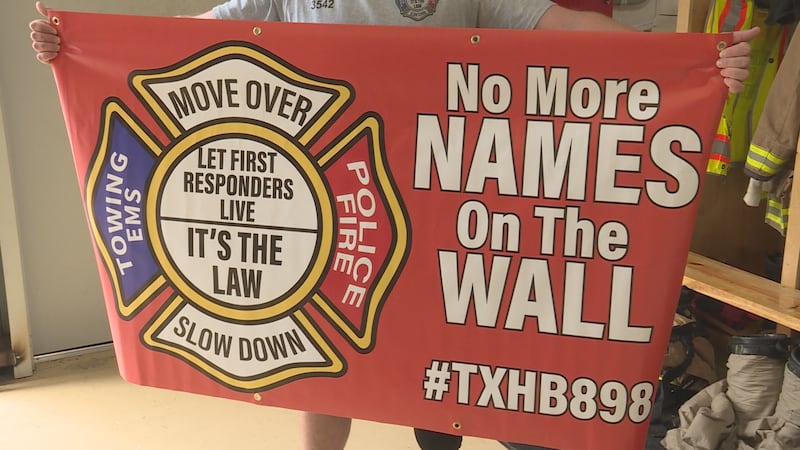 3542
MOVE OVER
TOWING
EMS
LET FIRST
RESPONDERS
LIVE
IT'S THE
LAW
POLICE
FIRE
SLOW DOWN
No More
NAMES
On The
WALL
#TXHB898